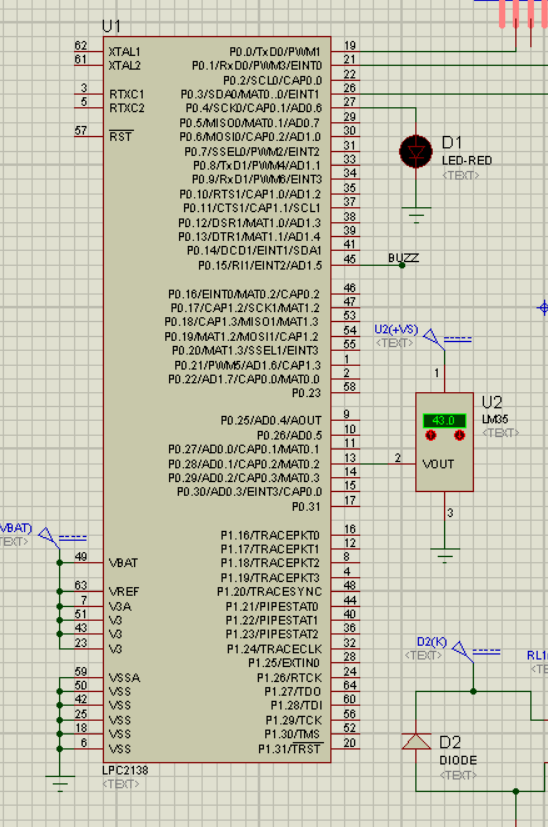 U1
62 XTAL1 P0.0/TxD0/PWM1 19
61 XTAL2 P0.1/RxD0/PWM3/EINT0 21
P0.2/SCL0/CAP0.0 22
3 RTXC1 P0.3/SDA0/MAT0..0/EINT1 26
5 RTXC2 P0.4/SCK0/CAP0.1/AD0.6 27
P0.5/MISO0/MAT0.1/AD0.7 29
57 RST P0.6/MOSI0/CAP0.2/AD1.0 30
P0.7/SSEL0/PWM2/EINT2 31
P0.8/TxD1/PWM4/AD1.1 33
P0.9/RxD1/PWM6/EINT3 34
P0.10/RTS1/CAP1.0/AD1.2 35
P0.11/CTS1/CAP1.1/SCL1 37
P0.12/DSR1/MAT1.0/AD1.3 38
P0.13/DTR1/MAT1.1/AD1.4 39
P0.14/DCD1/EINT1/SDA1 41
P0.15/RI1/EINT2/AD1.5 45
P0.16/EINT0/MAT0.2/CAP0.2 46
P0.17/CAP1.2/SCK1/MAT1.2 47
P0.18/CAP1.3/MISO1/MAT1.3 53
P0.19/MAT1.2/MOSI1/CAP1.2 54
P0.20/MAT1.3/SSEL1/EINT3 55
P0.21/PWM5/AD1.6/CAP1.3 1
P0.22/AD1.7/CAP0.0/MAT0.0 2
P0.23 58
P0.25/AD0.4/AOUT 9
P0.26/AD0.5 10
P0.27/AD0.0/CAP0.1/MAT0.1 11
P0.28/AD0.1/CAP0.2/MAT0.2 13
P0.29/AD0.2/CAP0.3/MAT0.3 14
P0.30/AD0.3/EINT3/CAP0.0 15
P0.31 17
P1.16/TRACEPKT0 16
P1.17/TRACEPKT1 12
49 VBAT P1.18/TRACEPKT2 8
P1.19/TRACEPKT3 4
63 VREF P1.20/TRACESYNC 48
7 V3A P1.21/PIPESTAT0 44
51 V3 P1.22/PIPESTAT1 40
43 V3 P1.23/PIPESTAT2 36
23 V3 P1.24/TRACECLK 32
P1.25/EXTIN0 28
59 VSSA P1.26/RTCK 24
50 VSS P1.27/TDO 64
42 VSS P1.28/TDI 60
25 VSS P1.29/TCK 56
18 VSS P1.30/TMS 52
6 VSS P1.31/TRST 20
LPC2138
<TEXT>
D1
LED-RED
<TEXT>
BUZZ
U2(+VS)
<TEXT>
1
U2
LM35
<TEXT>
43.0
2 VOUT
3
VBAT)
TEXT>
D2(K)
<TEXT>
RL1(
<TE
D2
DIODE
<TEXT>